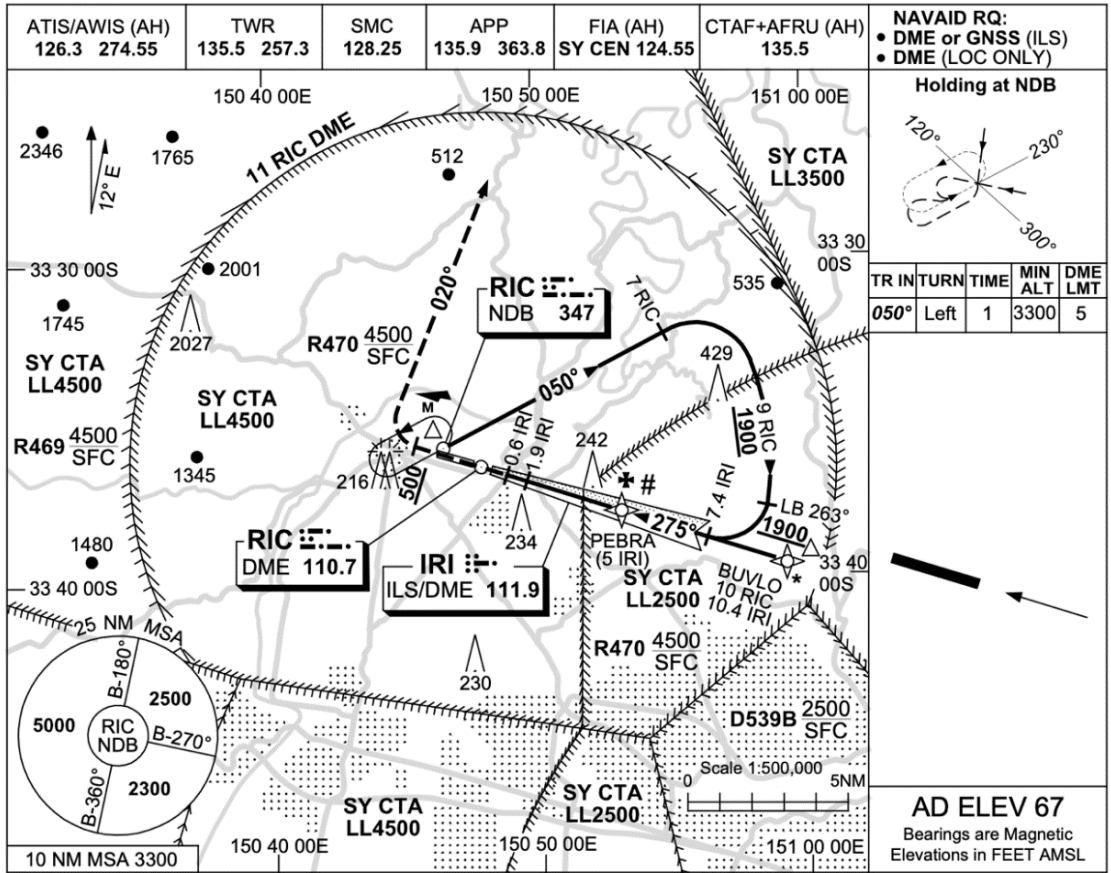 ATIS/AWIS (AH)
126.3 274.55
TWR
135.5 257.3
SMC
128.25
APP
135.9 363.8
FIA (AH)
SY CEN 124.55
CTAF+AFRU (AH)
135.5
NAVAID RQ:
• DME or GNSS (ILS)
• DME (LOC ONLY)
150 40 00E
150 50 00E
151 00 00E
Holding at NDB
120°
230°
300°
2346
1765
12° E
11 RIC DME
512
SY CTA
LL3500
33 30
00S
33 30 00S
2001
535
TR IN
TURN
TIME
MIN
ALT
DME
LMT
050°
Left
1
3300
5
1745
2027
020°
RIC
NDB 347
7 RIC
R470 4500
SFC
SY CTA
LL4500
SY CTA
LL4500
429
050°
M
9 RIC
1900
R469 4500
SFC
1345
216
500
0.6 IRI
1.9 IRI
242
#
7.4 IRI
LB 263°
1900
275°
PEBRA
(5 IRI)
234
1480
RIC
DME 110.7
IRI
ILS/DME 111.9
SY CTA
LL2500
BUVLO
10 RIC
10.4 IRI
*
33 40
00S
33 40 00S
25 NM MSA
R470 4500
SFC
230
B-180°
2500
5000
RIC
NDB
B-270°
B-360°
2300
D539B 2500
SFC
Scale 1:500,000
0
5NM
SY CTA
LL4500
SY CTA
LL2500
10 NM MSA 3300
150 40 00E
150 50 00E
151 00 00E
AD ELEV 67
Bearings are Magnetic
Elevations in FEET AMSL